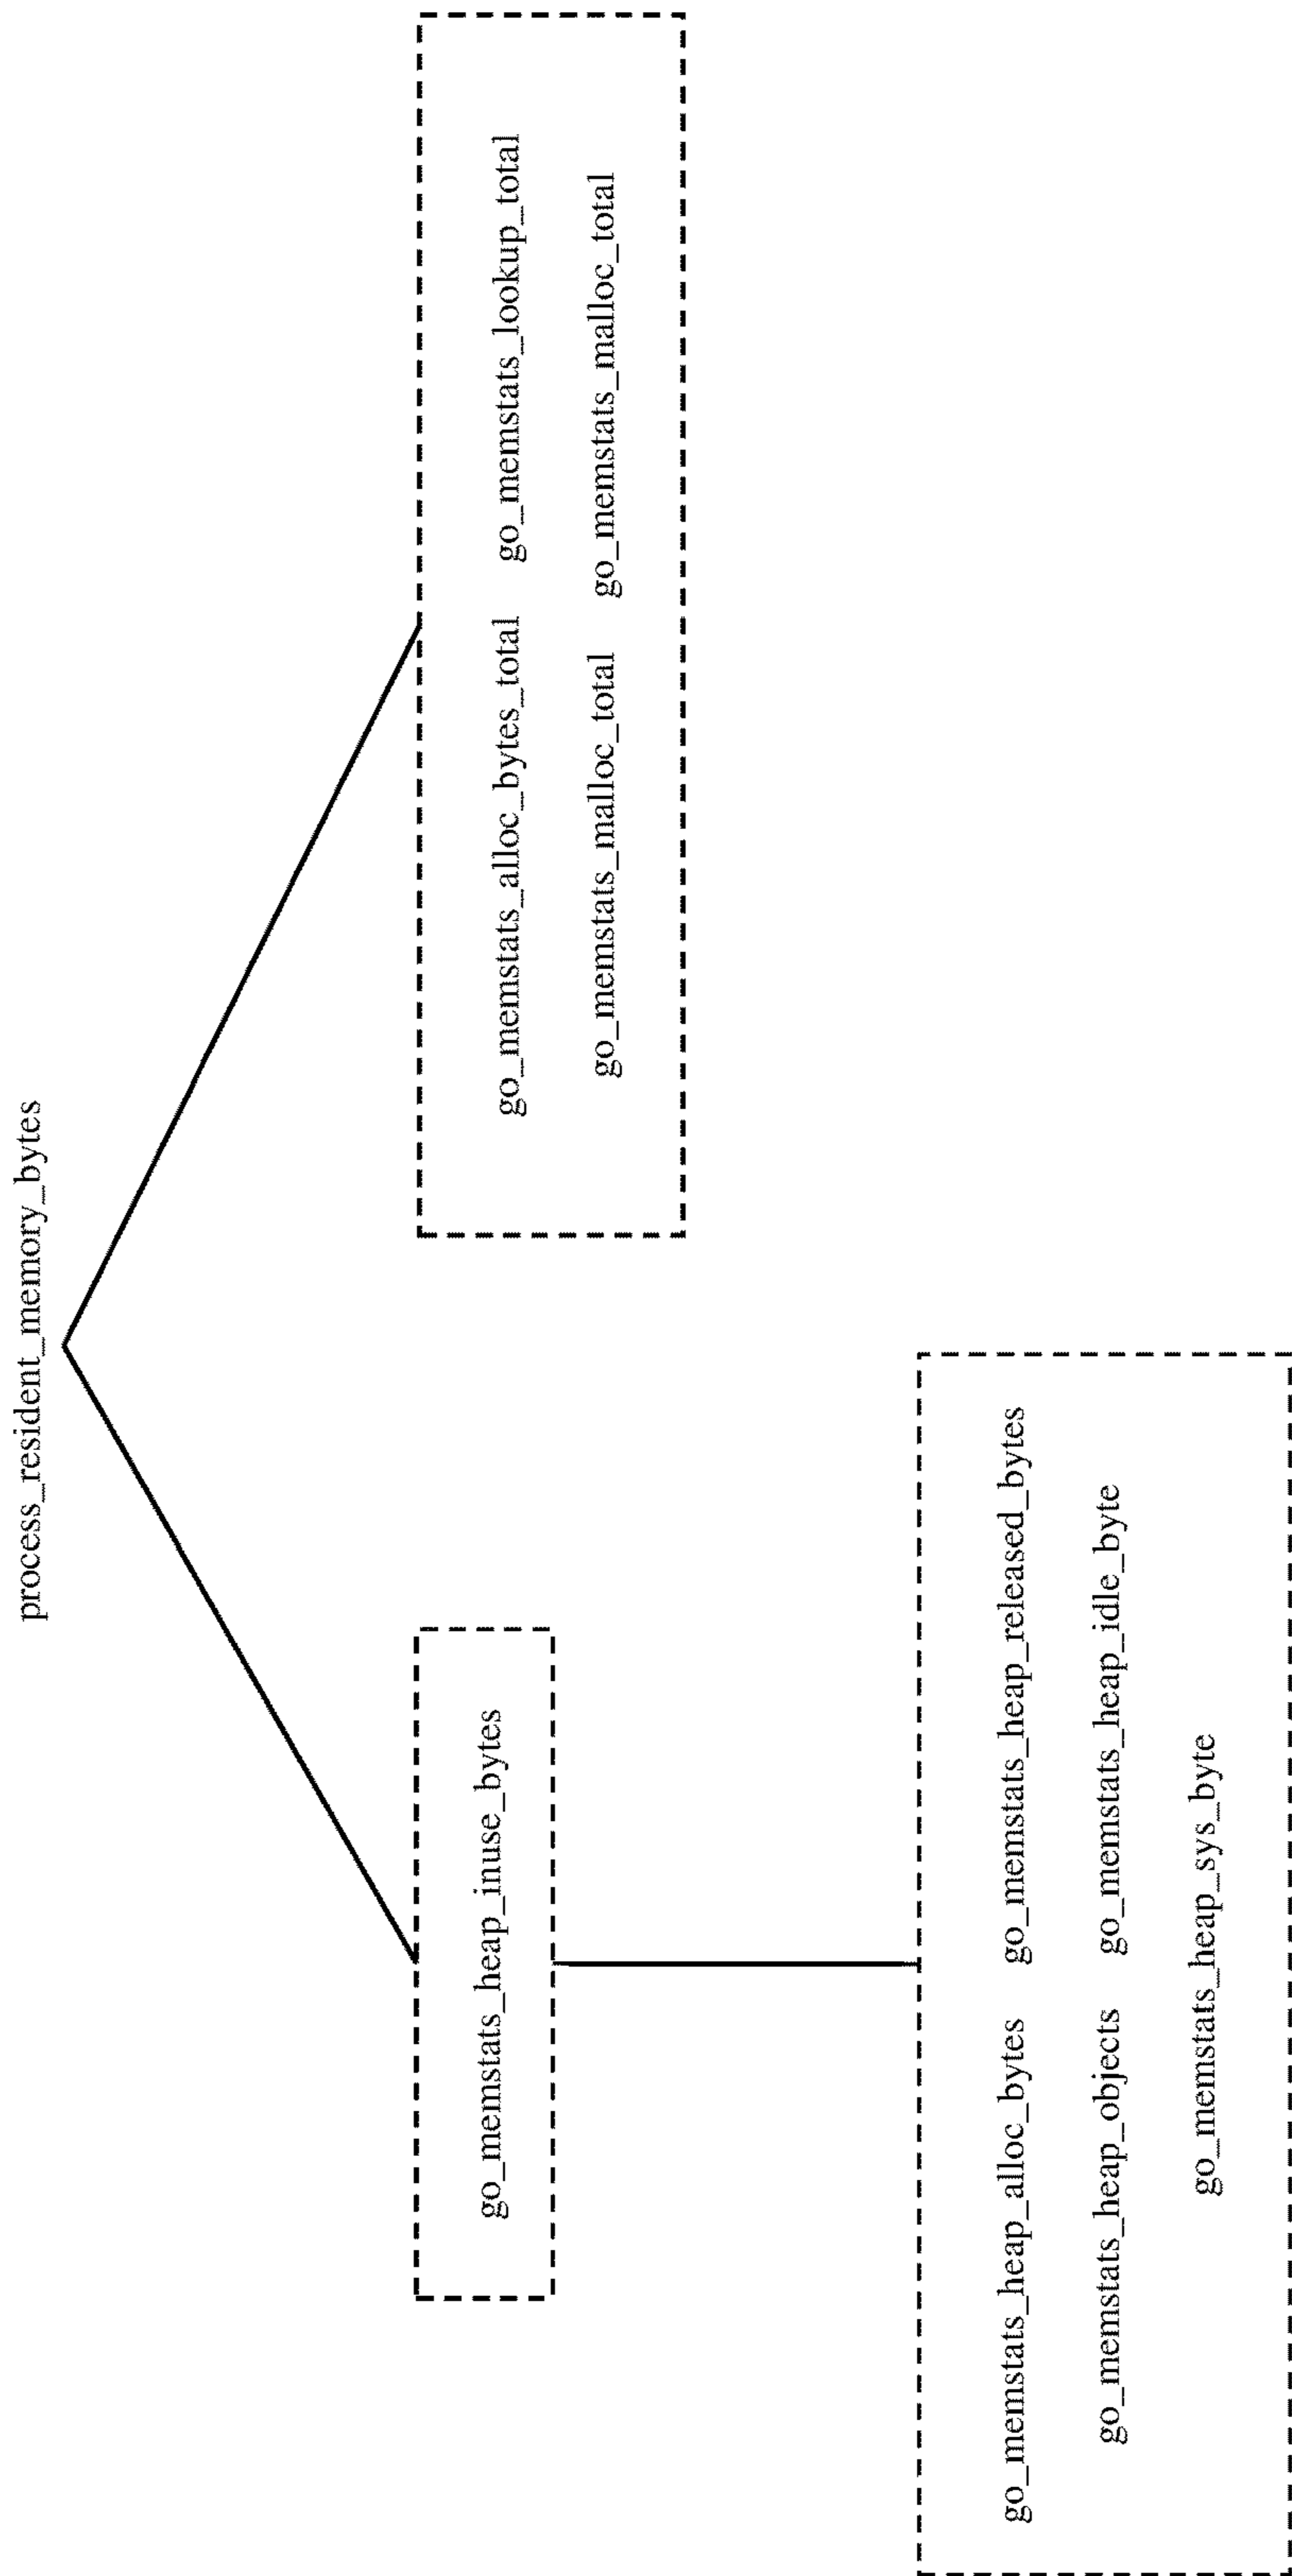 process_resident_memory_bytes
go_memstats_heap_inuse_bytes
go_memstats_alloc_bytes_total go_memstats_lookup_total
go_memstats_malloc_total go_memstats_malloc_total
go_memstats_heap_alloc_bytes go_memstats_heap_released_bytes
go_memstats_heap_objects go_memstats_heap_idle_byte
go_memstats_heap_sys_byte